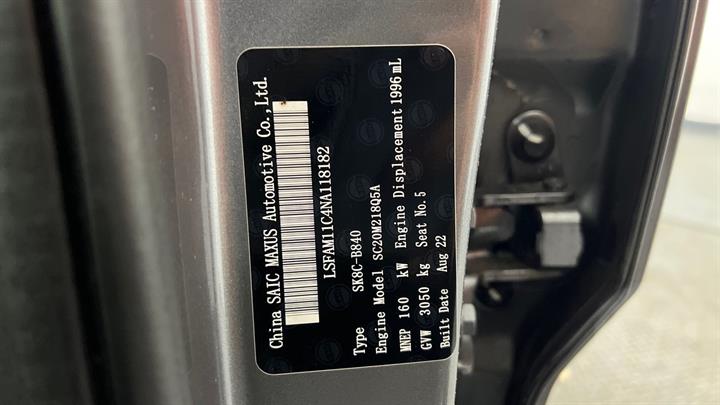 China SAIC MAXUS Automotive Co.,Ltd.
LSFAM11C4NA118182
Type SK8C-B840
Engine Model SC20M218Q5A
MNEP 160 kW Engine Displacement 1996 mL
GVW 3050 kg Seat No. 5
Built Date Aug 22